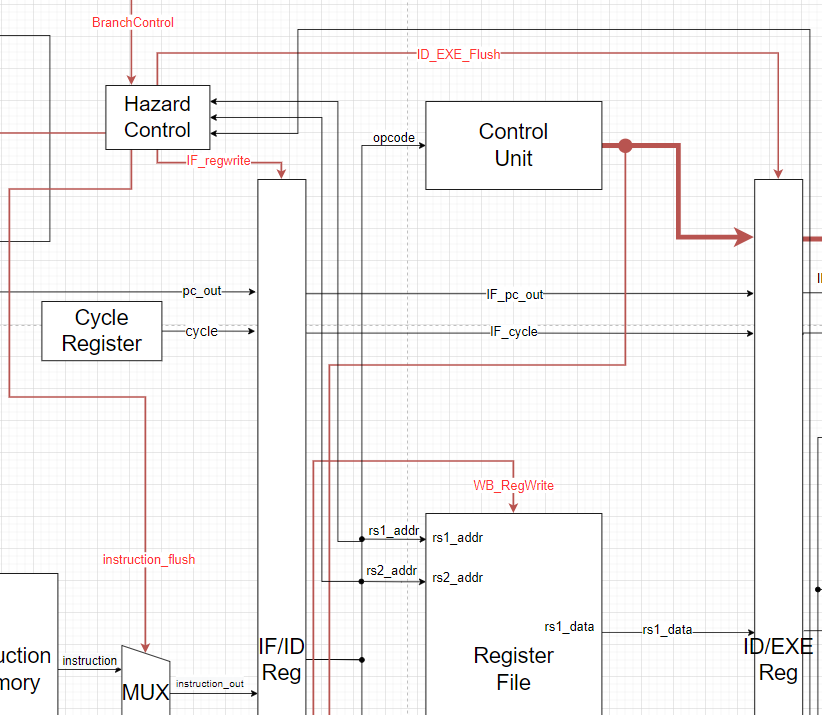 BranchControl
ID_EXE_Flush
Hazard
Control
Control
Unit
opcode
IF_regwrite
pc_out
IF_pc_out
Cycle
Register
cycle
IF_cycle
WB_RegWrite
rs1_addr
rs1_addr
instruction_flush
rs2_addr
rs2_addr
rs1_data
rs1_data
IF/ID
Reg
ID/EXE
Reg
Register
File
uction
mory
instruction
MUX
instruction_out